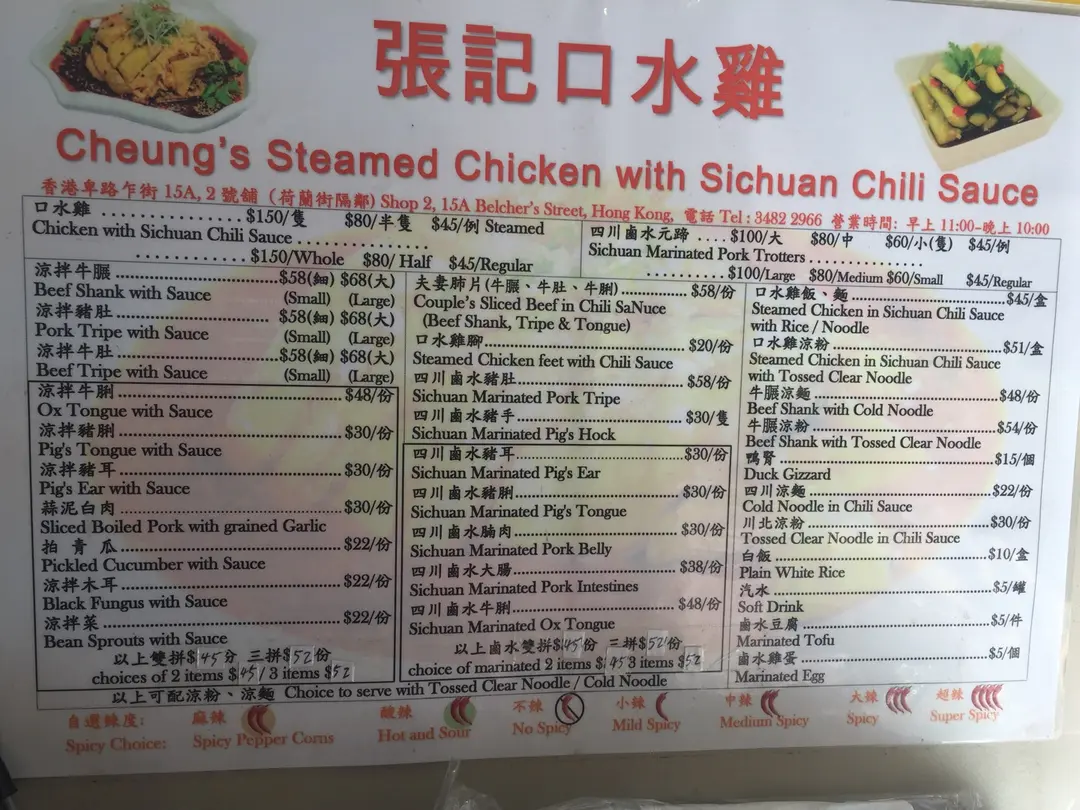 張記口水雞
Cheung's Steamed Chicken with Sichuan Chili Sauce
香港卑路乍街 15A, 2 號舖 (荷蘭街隔鄰) Shop 2, 15A Belcher's Street, Hong Kong, 電話 Tel : 3482 2966 營業時間: 早上 11:00-晚上 10:00
口水雞 ................$150/隻 $80/半隻 $45/例 Steamed
Chicken with Sichuan Chili Sauce ...............
............$150/Whole $80/ Half $45/Regular
四川鹵水元蹄 ....$100/大 $80/中 $60/小(隻) $45/例
Sichuan Marinated Pork Trotters ................
.........$100/Large $80/Medium $60/Small $45/Regular
涼拌牛𦟌..............................$58(細) $68(大)
Beef Shank with Sauce (Small) (Large)
涼拌豬肚.............................. $58(細) $68(大)
Pork Tripe with Sauce (Small) (Large)
涼拌牛肚..............................$58(細) $68(大)
Beef Tripe with Sauce (Small) (Large)
涼拌牛脷..............................$48/份
Ox Tongue with Sauce
涼拌豬脷..............................$30/份
Pig's Tongue with Sauce
涼拌豬耳..............................$30/份
Pig's Ear with Sauce
蒜泥白肉..............................$30/份
Sliced Boiled Pork with grained Garlic
拍 青 瓜..............................$22/份
Pickled Cucumber with Sauce
涼拌木耳..............................$22/份
Black Fungus with Sauce
涼拌菜..............................$22/份
Bean Sprouts with Sauce
以上雙拼$45分 三拼$52份
choices of 2 items $45/ 3 items $52
夫妻肺片(牛𦟌、牛肚、牛脷)....................$58/份
Couple's Sliced Beef in Chili SaNuce
(Beef Shank, Tripe & Tongue)
口水雞腳..............................$20/份
Steamed Chicken feet with Chili Sauce
四川鹵水豬肚..............................$58/份
Sichuan Marinated Pork Tripe
四川鹵水豬手..............................$30/隻
Sichuan Marinated Pig's Hock
四川鹵水豬耳..............................$30/份
Sichuan Marinated Pig's Ear
四川鹵水豬脷..............................$30/份
Sichuan Marinated Pig's Tongue
四川鹵水腩肉..............................$30/份
Sichuan Marinated Pork Belly
四川鹵水大腸..............................$38/份
Sichuan Marinated Pork Intestines
四川鹵水牛脷..............................$48/份
Sichuan Marinated Ox Tongue
以上鹵水雙拼$45份 三拼$52份
choice of marinated 2 items $45 3 items $52
口水雞飯、麵..............................$45/盒
Steamed Chicken in Sichuan Chili Sauce
with Rice / Noodle
口水雞涼粉..............................$51/盒
Steamed Chicken in Sichuan Chili Sauce
with Tossed Clear Noodle
牛𦟌涼麵..............................$48/份
Beef Shank with Cold Noodle
牛𦟌涼粉..............................$54/份
Beef Shank with Tossed Clear Noodle
鴨腎..............................$15/個
Duck Gizzard
四川涼麵..............................$22/份
Cold Noodle in Chili Sauce
川北涼粉..............................$30/份
Tossed Clear Noodle in Chili Sauce
白飯..............................$10/盒
Plain White Rice
汽水..............................$5/罐
Soft Drink
鹵水豆腐..............................$5/件
Marinated Tofu
鹵水雞蛋..............................$5/個
Marinated Egg
以上可配涼粉、涼麵 Choice to serve with Tossed Clear Noodle / Cold Noodle
自選辣度: 麻辣 酸辣 不辣 小辣 中辣 大辣 超辣
Spicy Choice: Spicy Pepper Corns Hot and Sour No Spicy Mild Spicy Medium Spicy Spicy Super Spicy